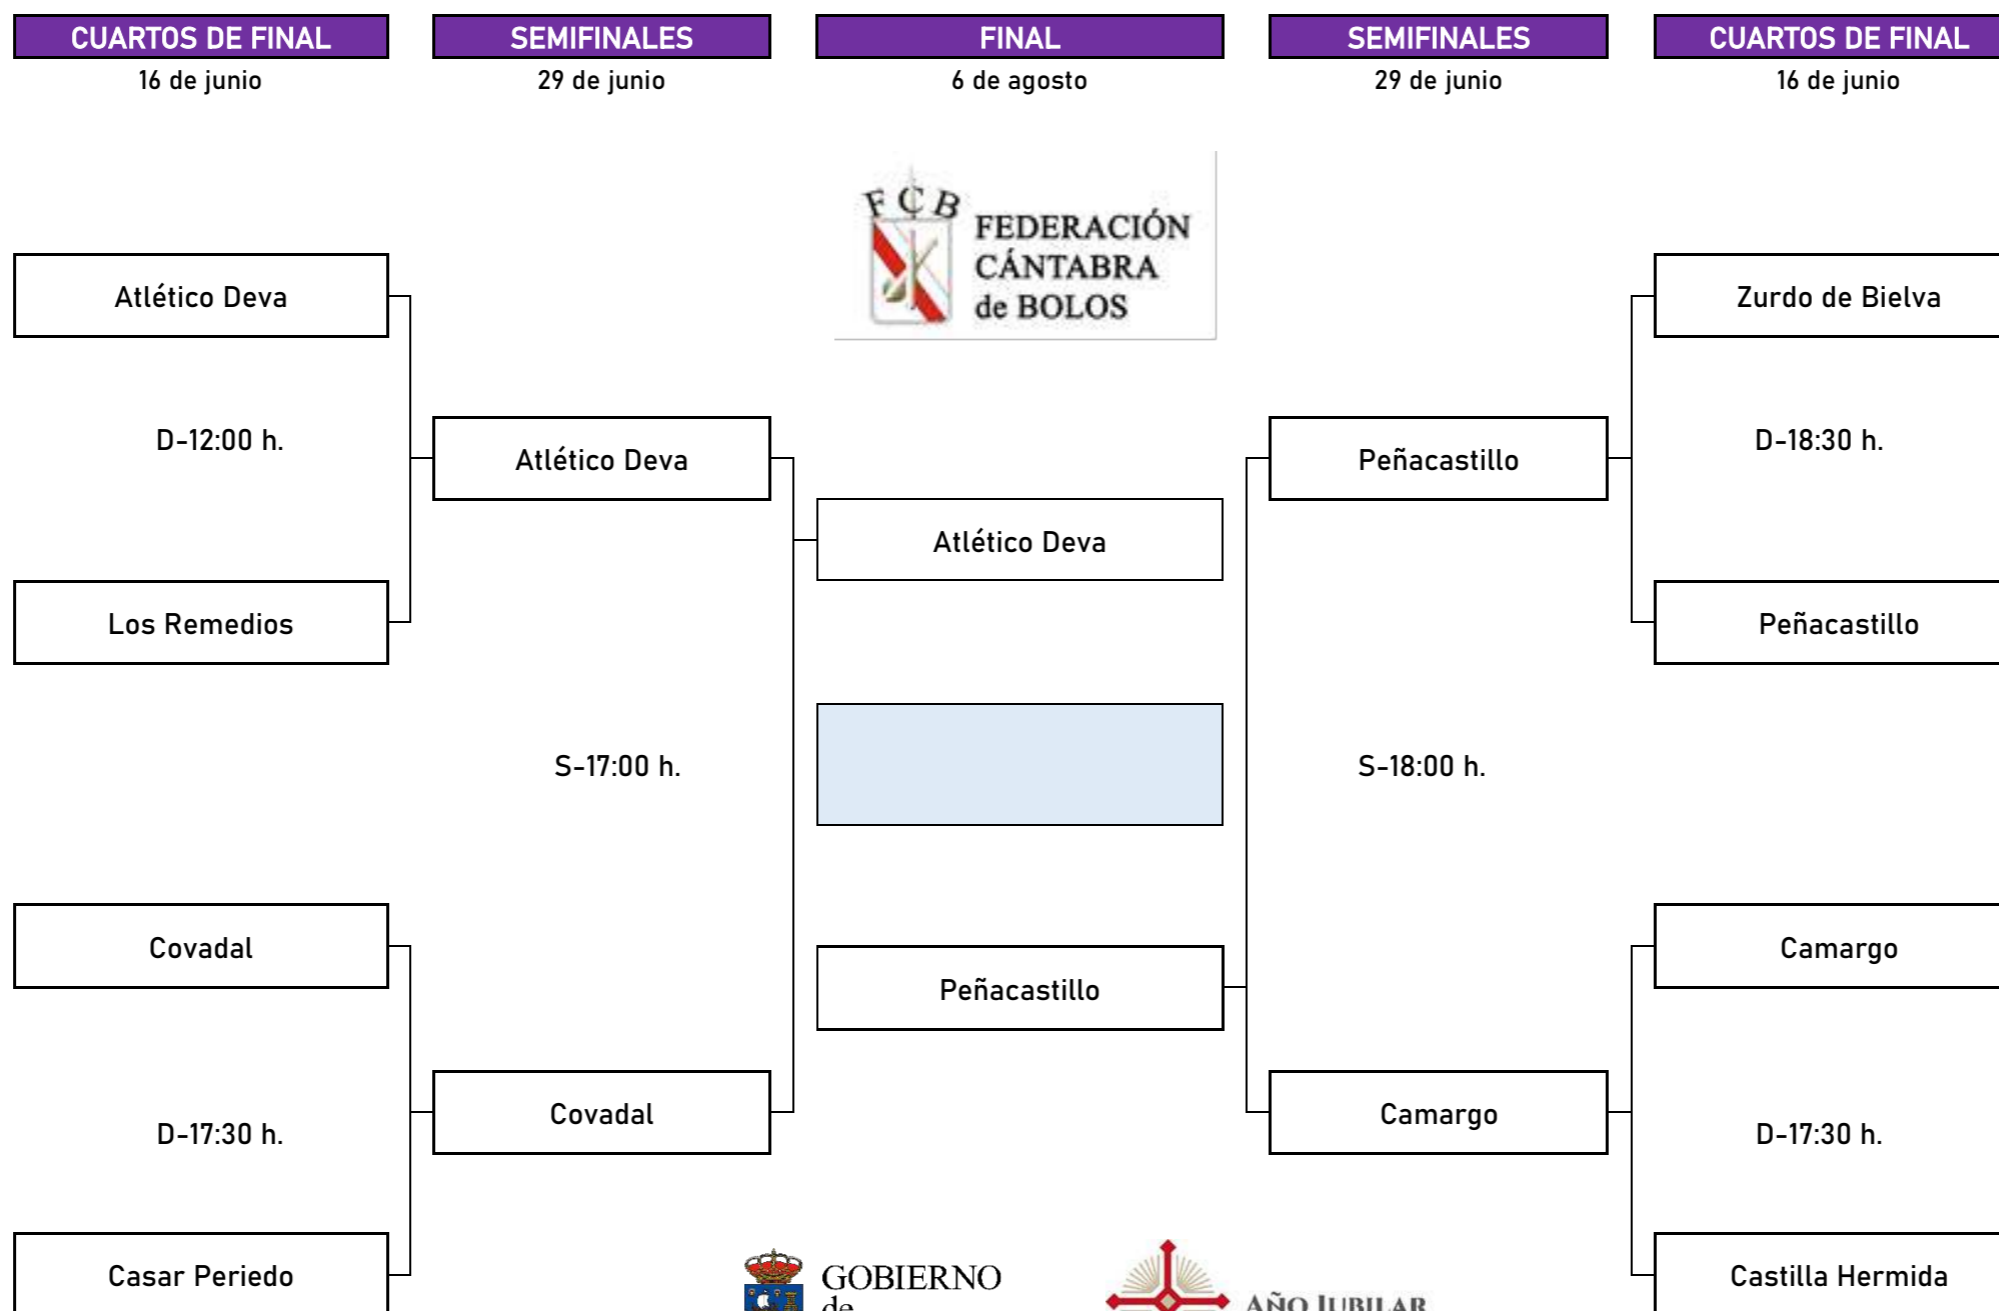 CUARTOS DE FINAL
SEMIFINALES
FINAL
SEMIFINALES
CUARTOS DE FINAL
16 de junio
29 de junio
6 de agosto
29 de junio
16 de junio
FCB
FEDERACIÓN
CÁNTABRA
de BOLOS
Atlético Deva
Zurdo de Bielva
D-12:00 h.
D-18:30 h.
Atlético Deva
Peñacastillo
Atlético Deva
Los Remedios
Peñacastillo
S-17:00 h.
S-18:00 h.
Covadal
Camargo
Peñacastillo
Covadal
Camargo
D-17:30 h.
D-17:30 h.
Casar Periedo
Castilla Hermida
GOBIERNO
de
AÑO JUBILAR